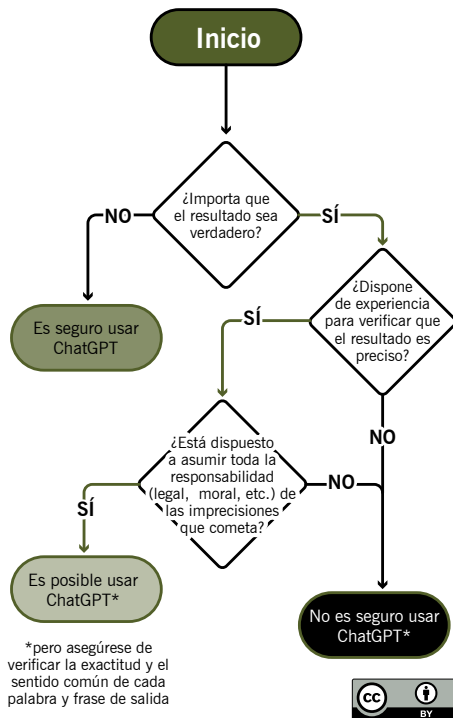 Inicio
¿Importa que
el resultado sea
verdadero?
NO
SÍ
¿Dispone
de experiencia
para verificar que
el resultado es
preciso?
Es seguro usar
ChatGPT
SÍ
NO
¿Está dispuesto
a asumir toda la
responsabilidad
(legal, moral, etc.) de
las imprecisiones
que cometa?
NO
SÍ
Es posible usar
ChatGPT*
No es seguro usar
ChatGPT*
*pero asegúrese de
verificar la exactitud y el
sentido común de cada
palabra y frase de salida
cc
BY